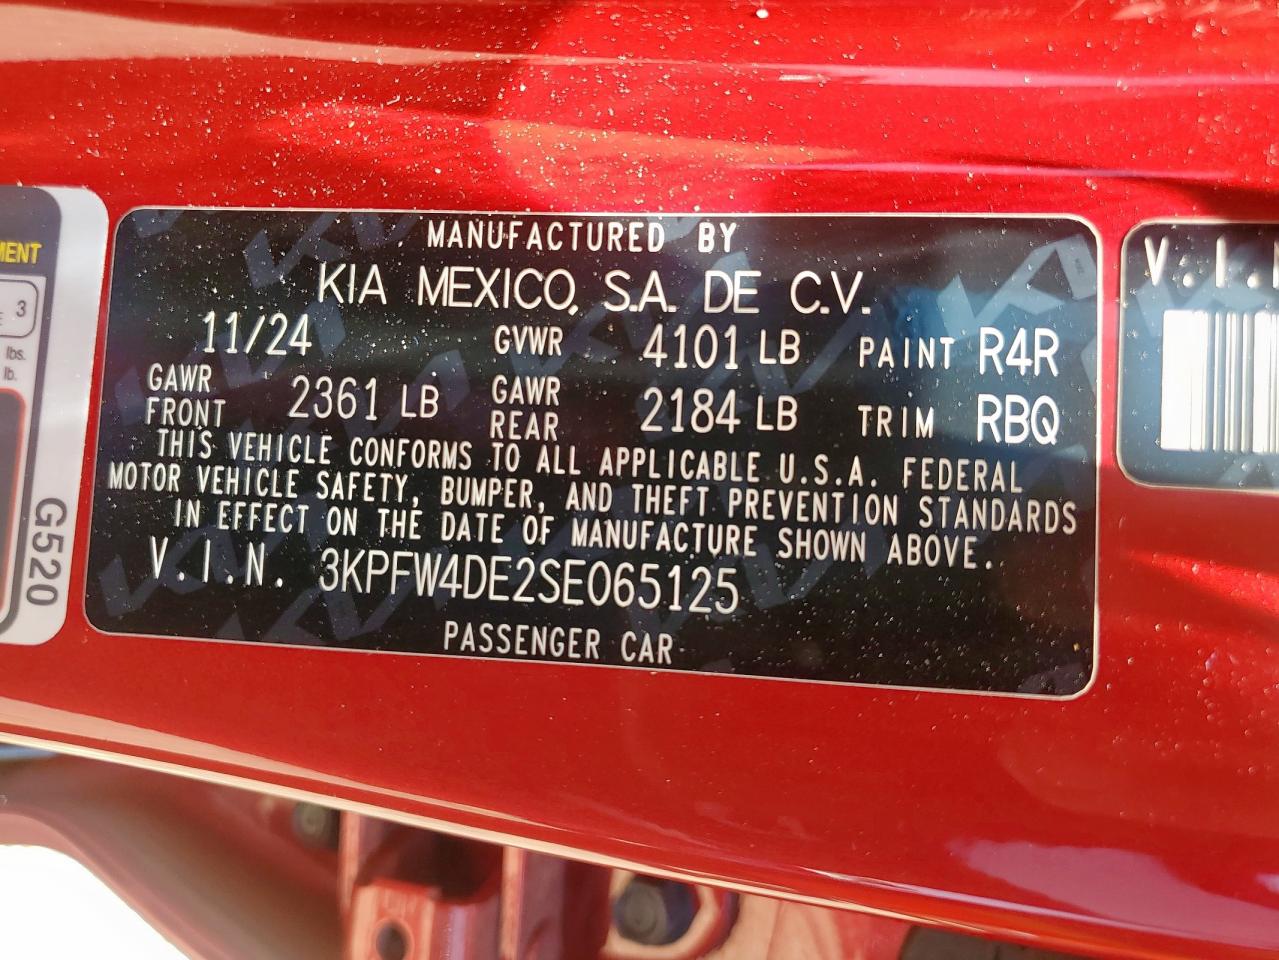 MANUFACTURED BY
KIA MEXICO, S.A. DE C.V.
11/24 GVWR 4101 LB PAINT R4R
GAWR FRONT 2361 LB GAWR REAR 2184 LB TRIM RBQ
THIS VEHICLE CONFORMS TO ALL APPLICABLE U.S.A. FEDERAL
MOTOR VEHICLE SAFETY, BUMPER, AND THEFT PREVENTION STANDARDS
IN EFFECT ON THE DATE OF MANUFACTURE SHOWN ABOVE.
V.I.N. 3KPFW4DE2SE065125
PASSENGER CAR
3
lbs.
lb.
G520
V.I.N